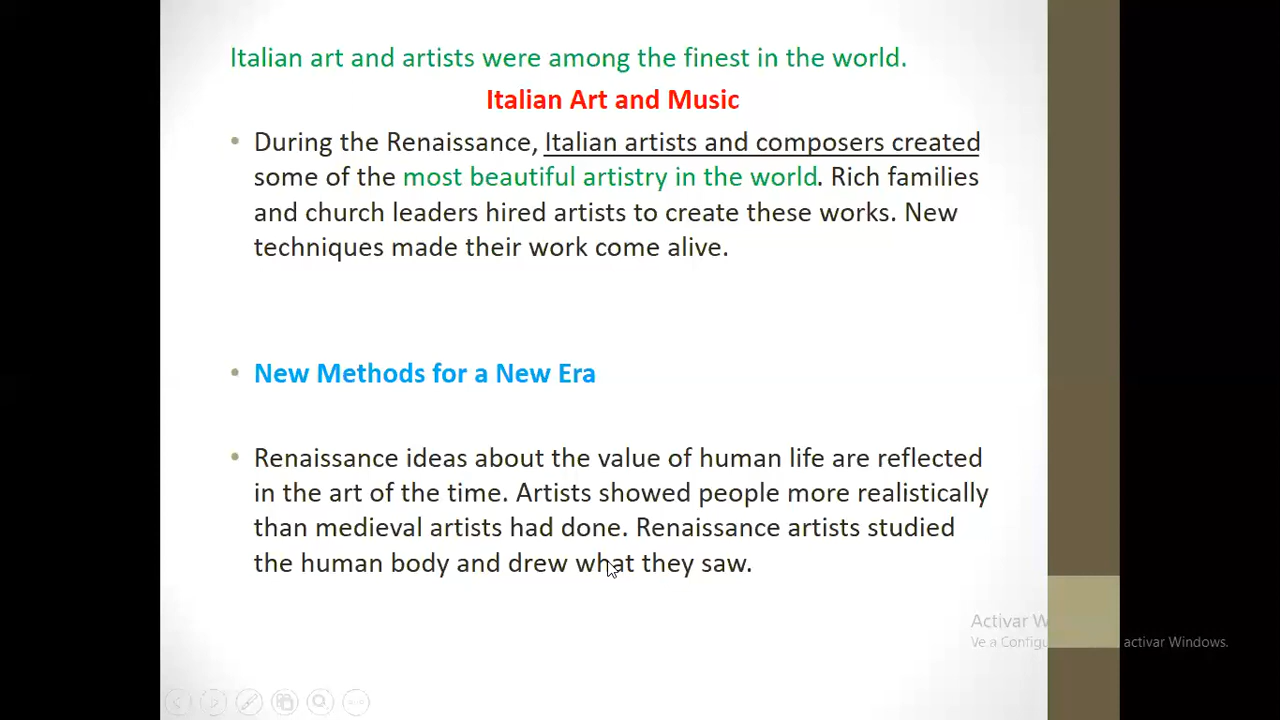 Italian art and artists were among the finest in the world.
Italian Art and Music
• During the Renaissance, Italian artists and composers created
some of the most beautiful artistry in the world. Rich families
and church leaders hired artists to create these works. New
techniques made their work come alive.
• New Methods for a New Era
• Renaissance ideas about the value of human life are reflected
in the art of the time. Artists showed people more realistically
than medieval artists had done. Renaissance artists studied
the human body and drew what they saw.
Activar W
Ve a Configu activar Windows.